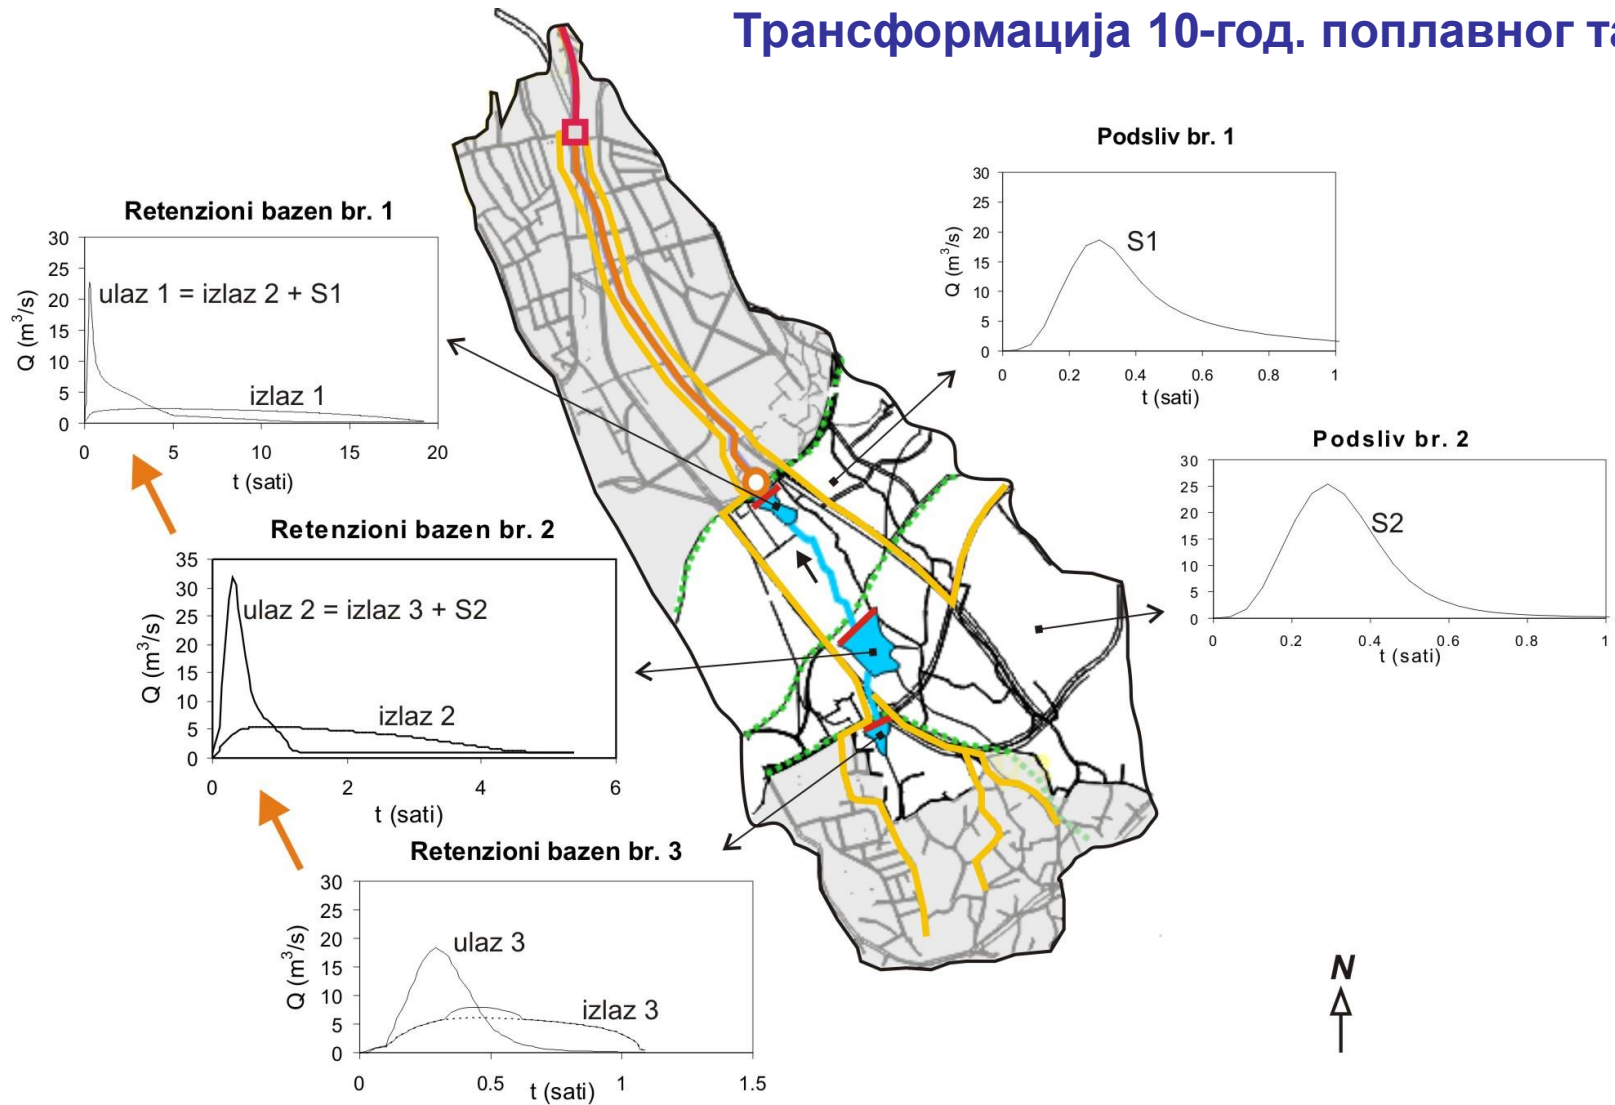 Трансформација 10-год. поплавног
Podsliv br. 1
30
25
20
15
10
5
0
Q (m³/s)
S1
0
0.2
0.4
0.6
0.8
1
t (sati)
Retenzioni bazen br. 1
30
25
20
15
10
5
0
Q (m³/s)
ulaz 1 = izlaz 2 + S1
izlaz 1
0
5
10
15
20
t (sati)
Podsliv br. 2
30
25
20
15
10
5
0
Q (m³/s)
S2
0
0.2
0.4
0.6
0.8
1
t (sati)
Retenzioni bazen br. 2
35
30
25
20
15
10
5
0
Q (m³/s)
ulaz 2 = izlaz 3 + S2
izlaz 2
0
2
4
6
t (sati)
Retenzioni bazen br. 3
30
25
20
15
10
5
0
Q (m³/s)
ulaz 3
izlaz 3
0
0.5
1
1.5
t (sati)
N